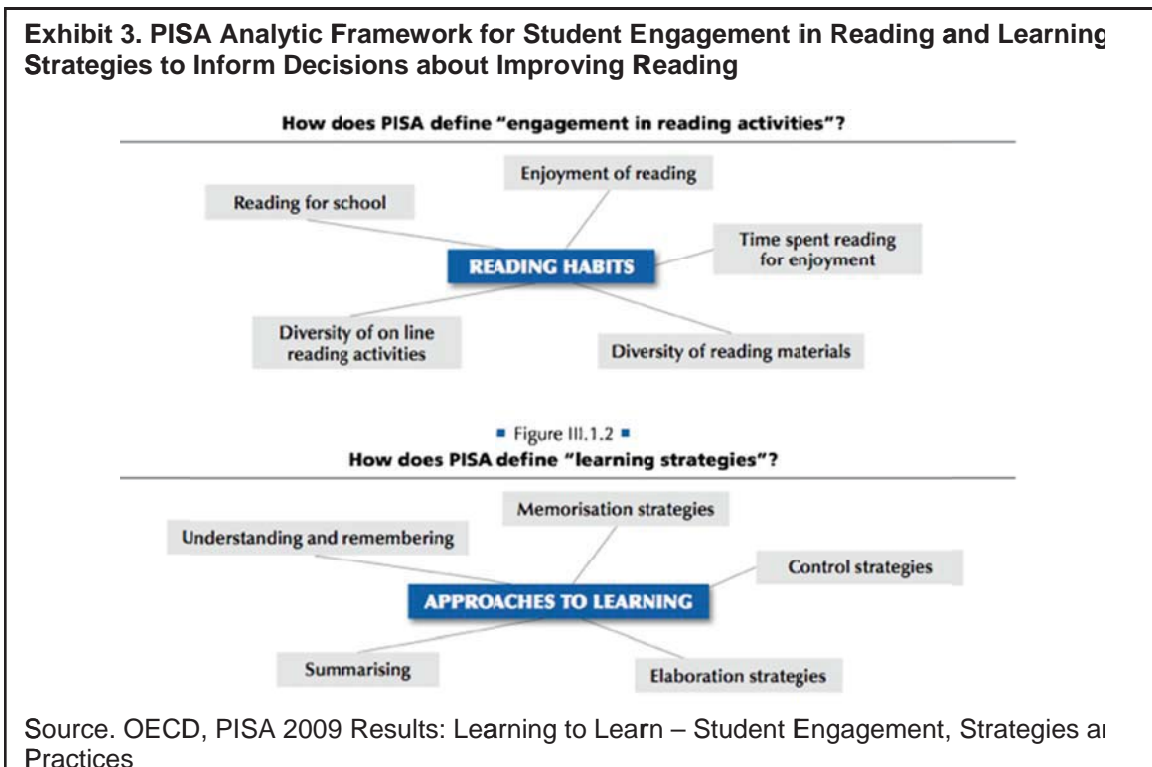 Exhibit 3. PISA Analytic Framework for Student Engagement in Reading and Learning
Strategies to Inform Decisions about Improving Reading
How does PISA define “engagement in reading activities”?
Enjoyment of reading
Reading for school
Time spent reading
for enjoyment
READING HABITS
Diversity of on line
reading activities
Diversity of reading materials
▪ Figure III.1.2 ▪
How does PISA define “learning strategies”?
Memorisation strategies
Understanding and remembering
Control strategies
APPROACHES TO LEARNING
Summarising
Elaboration strategies
Source. OECD, PISA 2009 Results: Learning to Learn – Student Engagement, Strategies
Practices